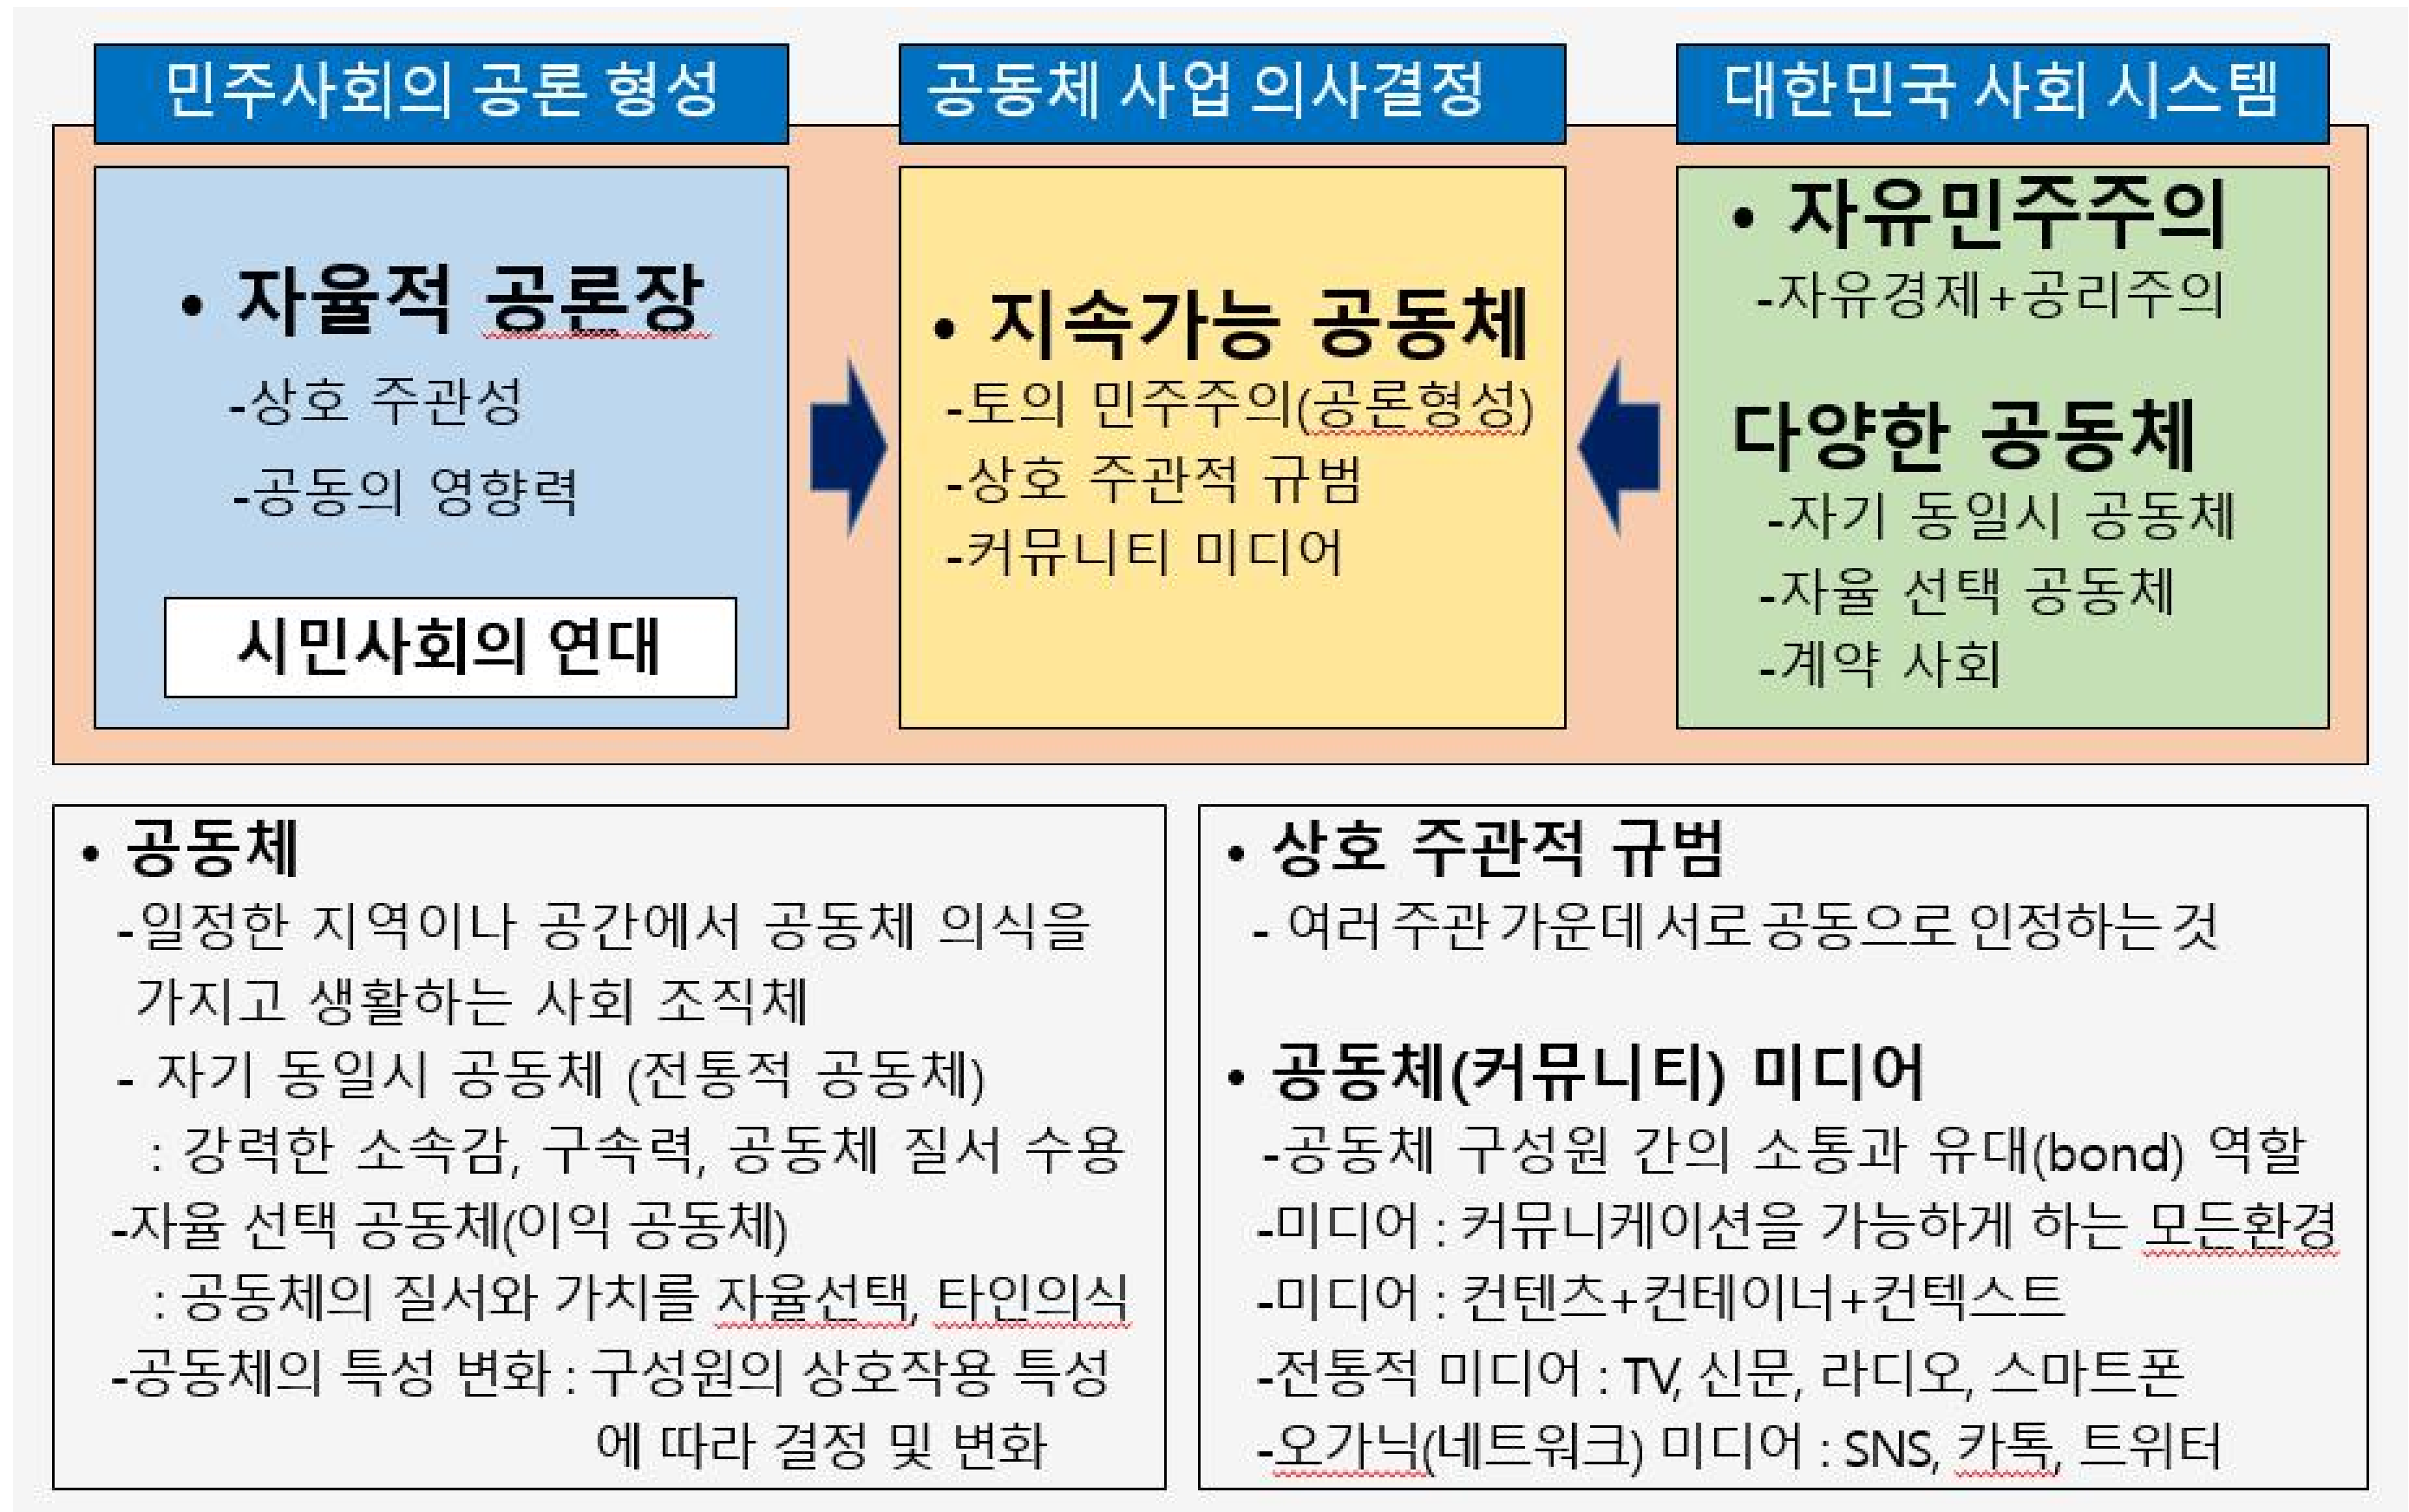 민주사회의 공론 형성
• 자율적 공론장
-상호 주관성
-공동의 영향력
시민사회의 연대
공동체 사업 의사결정
• 지속가능 공동체
-토의 민주주의(공론형성)
-상호 주관적 규범
-커뮤니티 미디어
대한민국 사회 시스템
• 자유민주주의
-자유경제+공리주의
다양한 공동체
-자기 동일시 공동체
-자율 선택 공동체
-계약 사회
• 공동체
-일정한 지역이나 공간에서 공동체 의식을
가지고 생활하는 사회 조직체
- 자기 동일시 공동체 (전통적 공동체)
: 강력한 소속감, 구속력, 공동체 질서 수용
-자율 선택 공동체(이익 공동체)
: 공동체의 질서와 가치를 자율선택, 타인의식
-공동체의 특성 변화 : 구성원의 상호작용 특성
에 따라 결정 및 변화
• 상호 주관적 규범
- 여러 주관 가운데 서로 공동으로 인정하는 것
• 공동체(커뮤니티) 미디어
-공동체 구성원 간의 소통과 유대(bond) 역할
-미디어 : 커뮤니케이션을 가능하게 하는 모든환경
-미디어 : 컨텐츠+컨테이너+컨텍스트
-전통적 미디어 : TV, 신문, 라디오, 스마트폰
-오가닉(네트워크) 미디어 : SNS, 카톡, 트위터